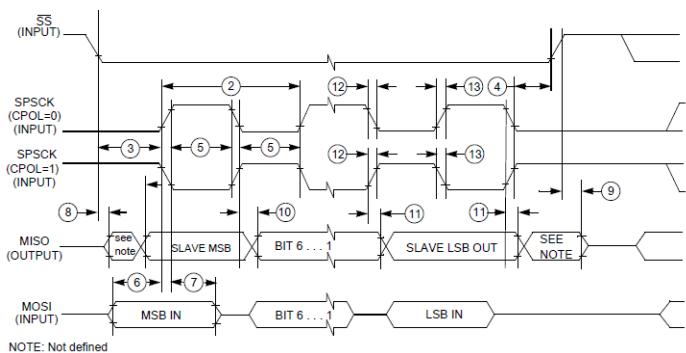 SS
(INPUT)
2
12
13
4
SPSCK
(CPOL=0)
(INPUT)
3
5
5
SPSCK
(CPOL=1)
(INPUT)
12
13
9
8
10
11
11
MISO
(OUTPUT)
see
note
SLAVE MSB
BIT 6 . . . 1
SLAVE LSB OUT
SEE
NOTE
6
7
MOSI
(INPUT)
MSB IN
BIT 6 . . . 1
LSB IN
NOTE: Not defined